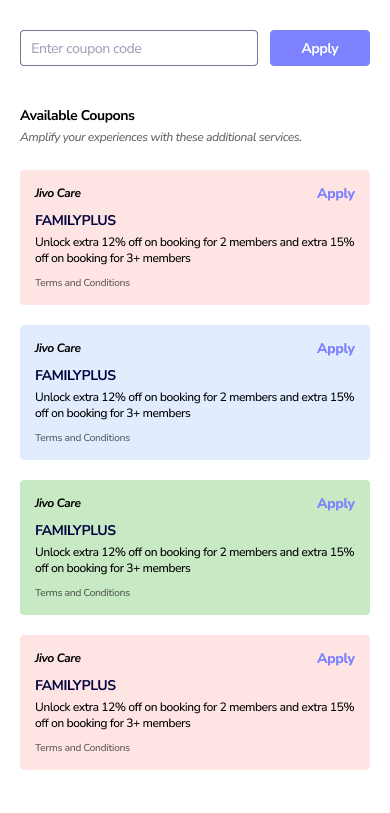 Enter coupon code
Apply
Available Coupons
Amplify your experiences with these additional services.
Jivo Care
Apply
FAMILYPLUS
Unlock extra 12% off on booking for 2 members and extra 15%
off on booking for 3+ members
Terms and Conditions
Jivo Care
Apply
FAMILYPLUS
Unlock extra 12% off on booking for 2 members and extra 15%
off on booking for 3+ members
Terms and Conditions
Jivo Care
Apply
FAMILYPLUS
Unlock extra 12% off on booking for 2 members and extra 15%
off on booking for 3+ members
Terms and Conditions
Jivo Care
Apply
FAMILYPLUS
Unlock extra 12% off on booking for 2 members and extra 15%
off on booking for 3+ members
Terms and Conditions